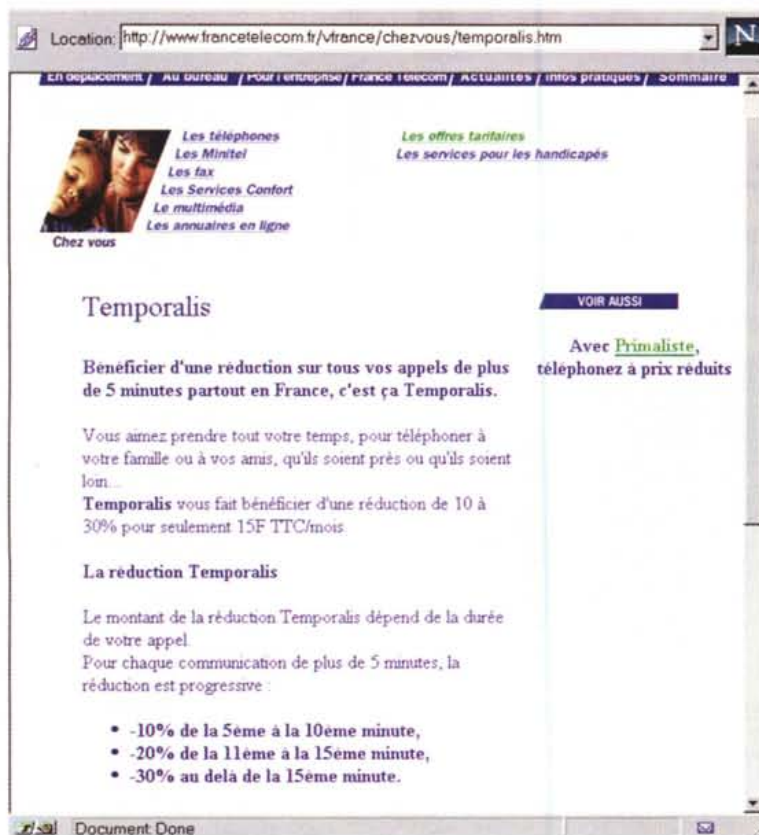 Location: http://www.francetelecom.fr/vfrance/chezvous/temporalis.htm
N
En déplacement / Au bureau / Pour l'entreprise / France Télécom / Actualités / Infos pratiques / Sommaire
Les téléphones
Les Minitel
Les fax
Les Services Confort
Le multimédia
Les annuaires en ligne
Chez vous
Les offres tarifaires
Les services pour les handicapés
Temporalis
Bénéficier d'une réduction sur tous vos appels de plus
de 5 minutes partout en France, c'est ça Temporalis.
Vous aimez prendre tout votre temps, pour téléphoner à
votre famille ou à vos amis, qu'ils soient près ou qu'ils soient
loin...
Temporalis vous fait bénéficier d'une réduction de 10 à
30% pour seulement 15F TTC/mois
La réduction Temporalis
Le montant de la réduction Temporalis dépend de la durée
de votre appel.
Pour chaque communication de plus de 5 minutes, la
réduction est progressive :
• -10% de la 5ème à la 10ème minute,
• -20% de la 11ème à la 15ème minute,
• -30% au delà de la 15ème minute.
VOIR AUSSI
Avec Primaliste,
téléphonez à prix réduits
Document: Done